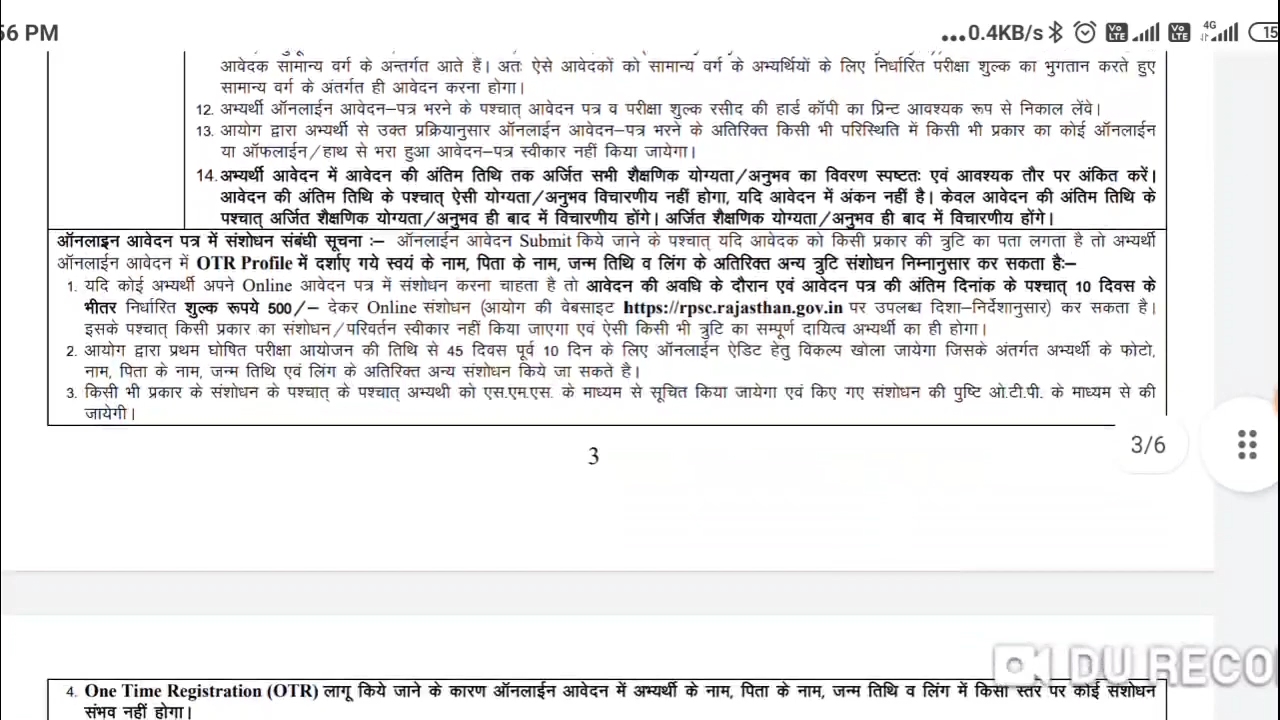 56 PM
...0.4KB/s Vo LTE Vo LTE 4G 15
आवेदक सामान्य वर्ग के अन्तर्गत आते हैं। अतः ऐसे आवेदकों को सामान्य वर्ग के अभ्यर्थियों के लिए निर्धारित परीक्षा शुल्क का भुगतान करते हुए
सामान्य वर्ग के अंतर्गत ही आवेदन करना होगा।
12. अभ्यर्थी ऑनलाईन आवेदन–पत्र भरने के पश्चात् आवेदन पत्र व परीक्षा शुल्क रसीद की हार्ड कॉपी का प्रिन्ट आवश्यक रूप से निकाल लेंवे।
13. आयोग द्वारा अभ्यर्थी से उक्त प्रक्रियानुसार ऑनलाईन आवेदन–पत्र भरने के अतिरिक्त किसी भी परिस्थिति में किसी भी प्रकार का कोई ऑनलाईन
या ऑफलाईन/हाथ से भरा हुआ आवेदन–पत्र स्वीकार नहीं किया जायेगा।
14. अभ्यर्थी आवेदन में आवेदन की अंतिम तिथि तक अर्जित सभी शैक्षणिक योग्यता/अनुभव का विवरण स्पष्टतः एवं आवश्यक तौर पर अंकित करें।
आवेदन की अंतिम तिथि के पश्चात् ऐसी योग्यता/अनुभव विचारणीय नहीं होगा, यदि आवेदन में अंकन नहीं है। केवल आवेदन की अंतिम तिथि के
पश्चात् अर्जित शैक्षणिक योग्यता/अनुभव ही बाद में विचारणीय होंगे। अर्जित शैक्षणिक योग्यता/अनुभव ही बाद में विचारणीय होंगे।
ऑनलाइन आवेदन पत्र में संशोधन संबंधी सूचना :– ऑनलाईन आवेदन Submit किये जाने के पश्चात् यदि आवेदक को किसी प्रकार की त्रुटि का पता लगता है तो अभ्यर्थी
ऑनलाईन आवेदन में OTR Profile में दर्शाए गये स्वयं के नाम, पिता के नाम, जन्म तिथि व लिंग के अतिरिक्त अन्य त्रुटि संशोधन निम्नानुसार कर सकता है:–
1. यदि कोई अभ्यर्थी अपने Online आवेदन पत्र में संशोधन करना चाहता है तो आवेदन की अवधि के दौरान एवं आवेदन पत्र की अंतिम दिनांक के पश्चात् 10 दिवस के
भीतर निर्धारित शुल्क रूपये 500/– देकर Online संशोधन (आयोग की वेबसाइट https://rpsc.rajasthan.gov.in पर उपलब्ध दिशा–निर्देशानुसार) कर सकता है।
इसके पश्चात् किसी प्रकार का संशोधन/परिवर्तन स्वीकार नहीं किया जाएगा एवं ऐसी किसी भी त्रुटि का सम्पूर्ण दायित्व अभ्यर्थी का ही होगा।
2. आयोग द्वारा प्रथम घोषित परीक्षा आयोजन की तिथि से 45 दिवस पूर्व 10 दिन के लिए ऑनलाईन ऐडिट हेतु विकल्प खोला जायेगा जिसके अंतर्गत अभ्यर्थी के फोटो,
नाम, पिता के नाम, जन्म तिथि एवं लिंग के अतिरिक्त अन्य संशोधन किये जा सकते है।
3. किसी भी प्रकार के संशोधन के पश्चात् के पश्चात् अभ्यथी को एस.एम.एस. के माध्यम से सूचित किया जायेगा एवं किए गए संशोधन की पुष्टि ओ.टी.पी. के माध्यम से की
जायेगी।
3
3/6
DU RECO
4. One Time Registration (OTR) लागू किये जाने के कारण ऑनलाईन आवेदन में अभ्यर्थी के नाम, पिता के नाम, जन्म तिथि व लिंग में किसी स्तर पर कोई संशोधन
संभव नहीं होगा।